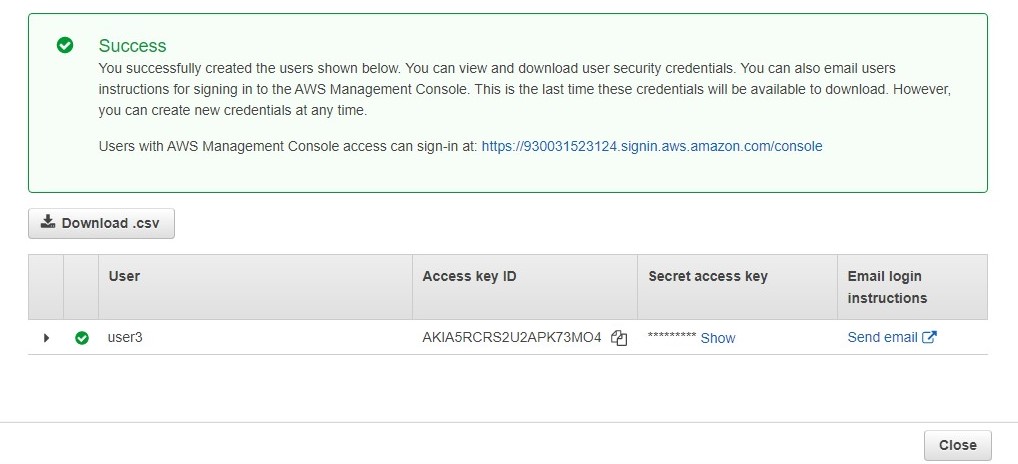 Success
You successfully created the users shown below. You can view and download user security credentials. You can also email users
instructions for signing in to the AWS Management Console. This is the last time these credentials will be available to download. However,
you can create new credentials at any time.
Users with AWS Management Console access can sign-in at: https://930031523124.signin.aws.amazon.com/console
Download .csv
User Access key ID Secret access key Email login
instructions
user3 AKIA5RCRS2U2APK73MO4 ********* Show Send email
Close